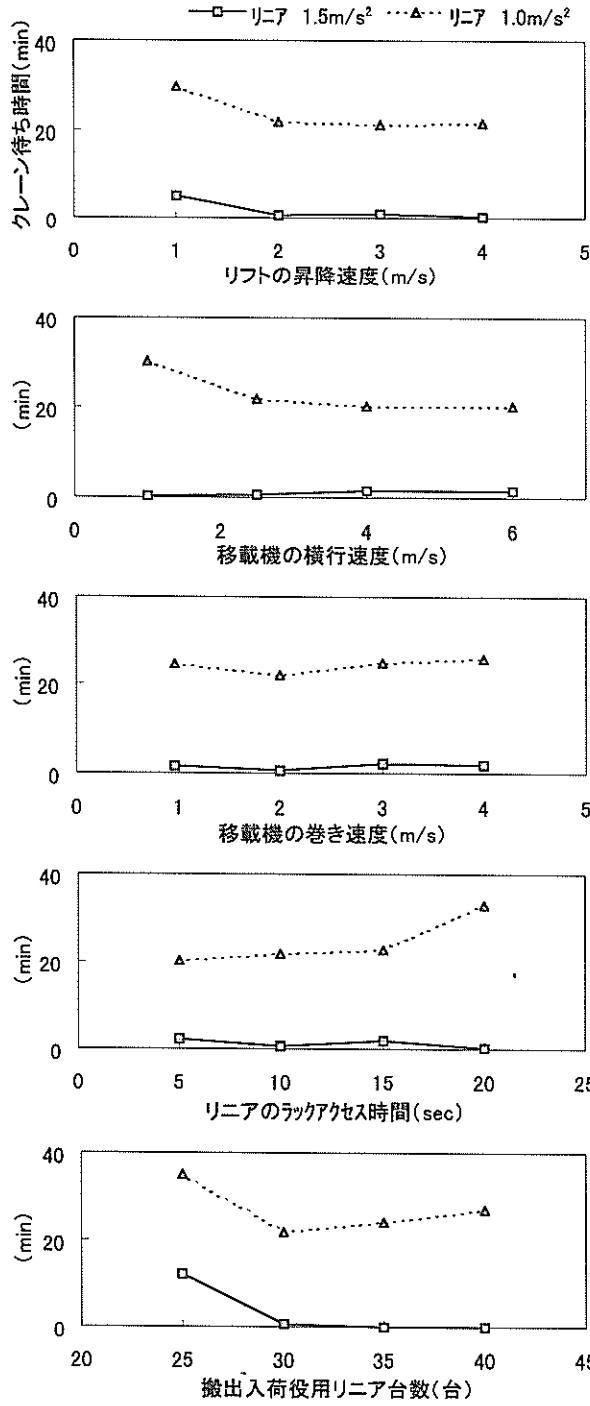 リニア 1.5m/s² リニア 1.0m/s²
クレーン待ち時間(min)
40
20
0
0 1 2 3 4 5
リフトの昇降速度(m/s)
(min)
40
20
0
0 2 4 6
移載機の横行速度(m/s)
(min)
40
20
0
0 1 2 3 4 5
移載機の巻き速度(m/s)
(min)
40
20
0
0 5 10 15 20 25
リニアのラックアクセス時間(sec)
(min)
40
20
0
20 25 30 35 40 45
搬出入荷役用リニア台数(台)